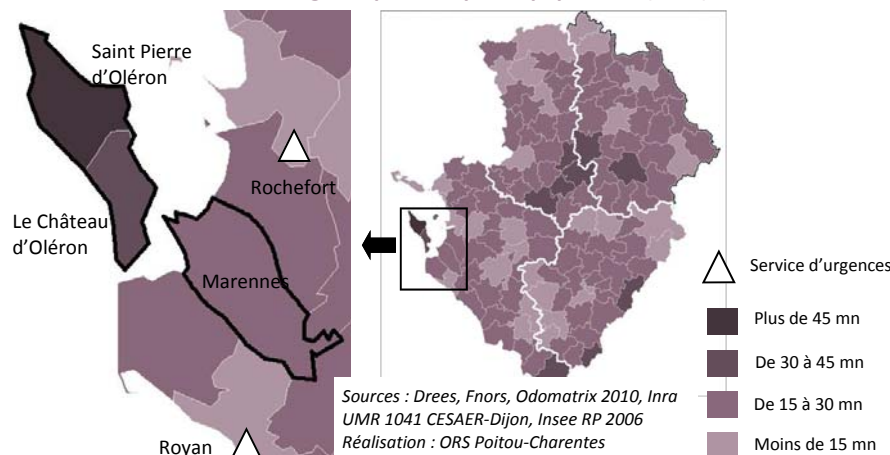 Saint Pierre
d'Oléron
Rochefort
Le Château
d'Oléron
Marennes
Royan
Service d'urgences
Plus de 45 mn
De 30 à 45 mn
De 15 à 30 mn
Moins de 15 mn
Sources : Drees, Fnors, Odomatrix 2010, Inra
UMR 1041 CESAER-Dijon, Insee RP 2006
Réalisation : ORS Poitou-Charentes